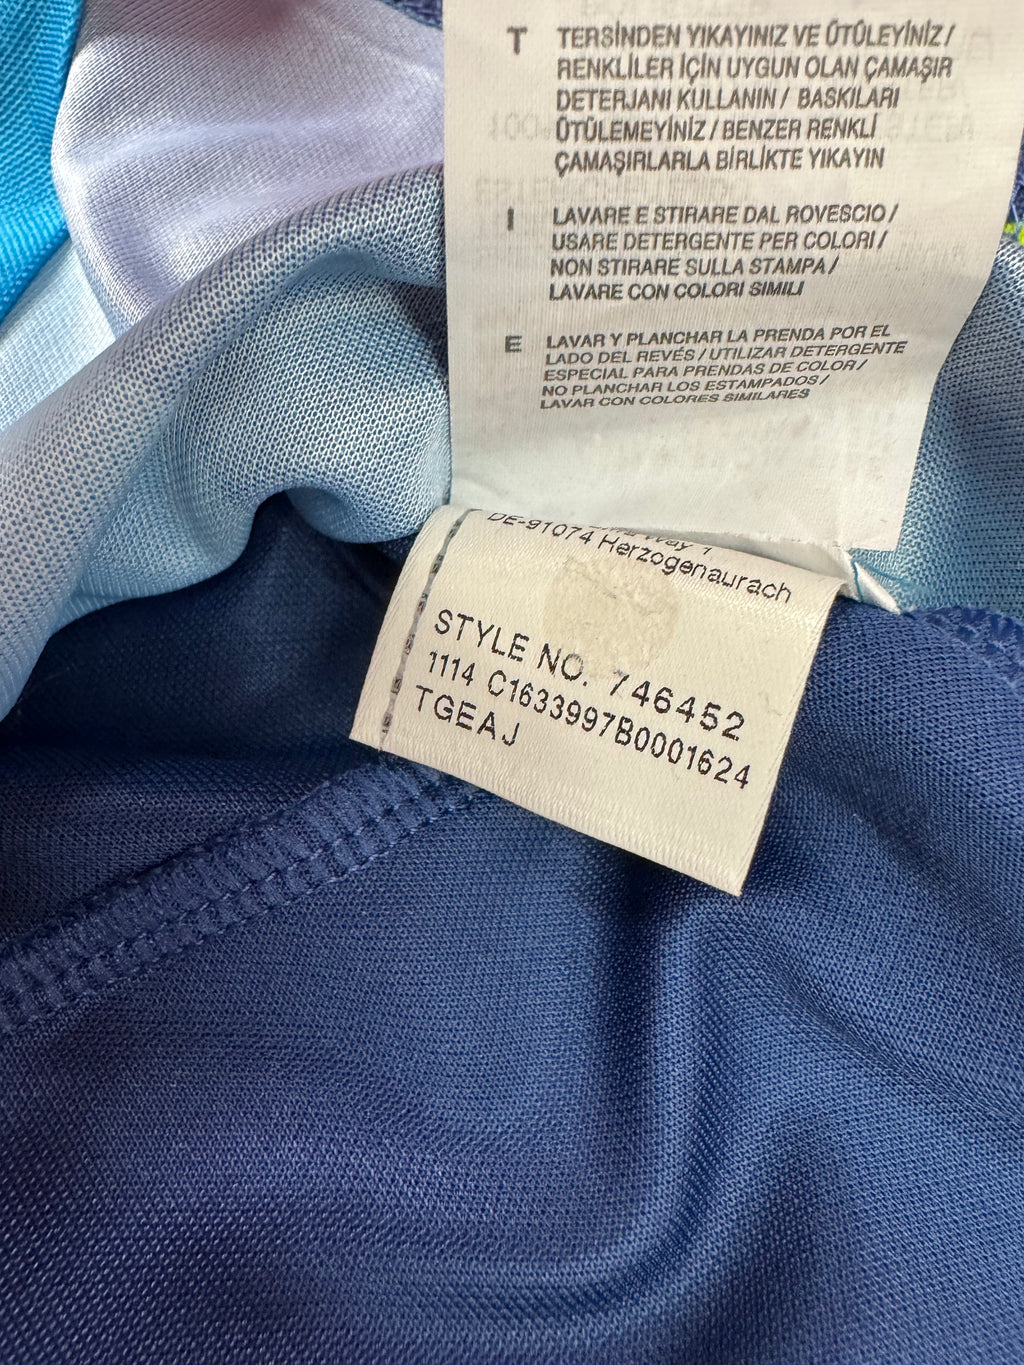 T TERSİNDEN YIKAYINIZ VE ÜTÜLEYİNİZ /
RENKLİLER İÇİN UYGUN OLAN ÇAMAŞIR
DETERJANI KULLANIN / BASKILARI
ÜTÜLEMEYİNİZ / BENZER RENKLİ
ÇAMAŞIRLARLA BİRLİKTE YIKAYIN
I LAVARE E STIRARE DAL ROVESCIO /
USARE DETERGENTE PER COLORI /
NON STIRARE SULLA STAMPA /
LAVARE CON COLORI SIMILI
E LAVAR Y PLANCHAR LA PRENDA POR EL
LADO DEL REVÉS / UTILIZAR DETERGENTE
ESPECIAL PARA PRENDAS DE COLOR /
NO PLANCHAR LOS ESTAMPADOS /
LAVAR CON COLORES SIMILARES
Way 1
DE-91074 Herzogenaurach
STYLE NO. 746452
1114 C1633997B0001624
TGEAJ